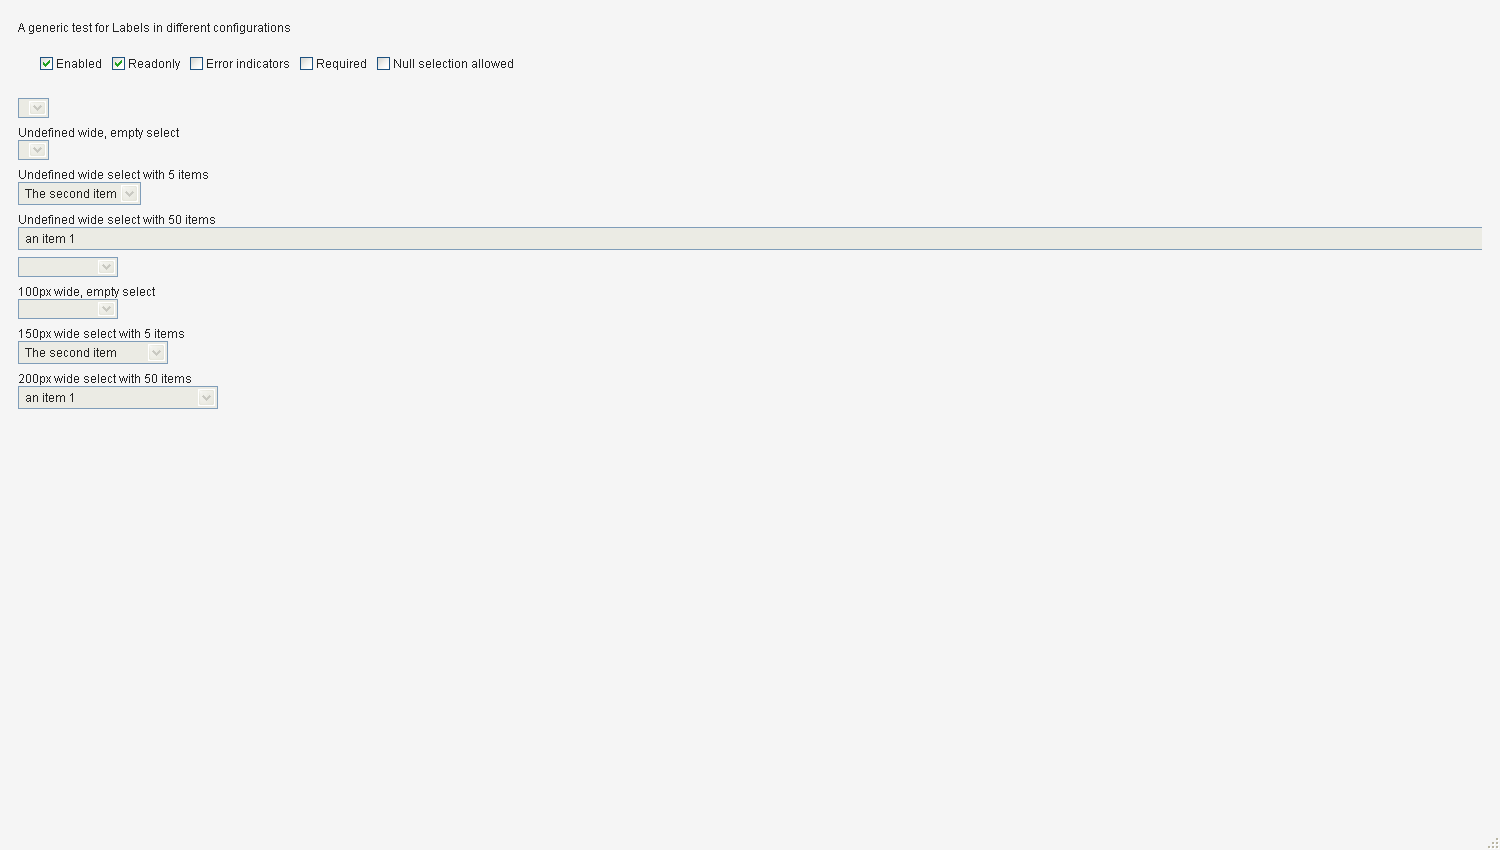 A generic test for Labels in different configurations
Enabled Readonly Error indicators Required Null selection allowed
Undefined wide, empty select
Undefined wide select with 5 items
The second item
Undefined wide select with 50 items
an item 1
100px wide, empty select
150px wide select with 5 items
The second item
200px wide select with 50 items
an item 1